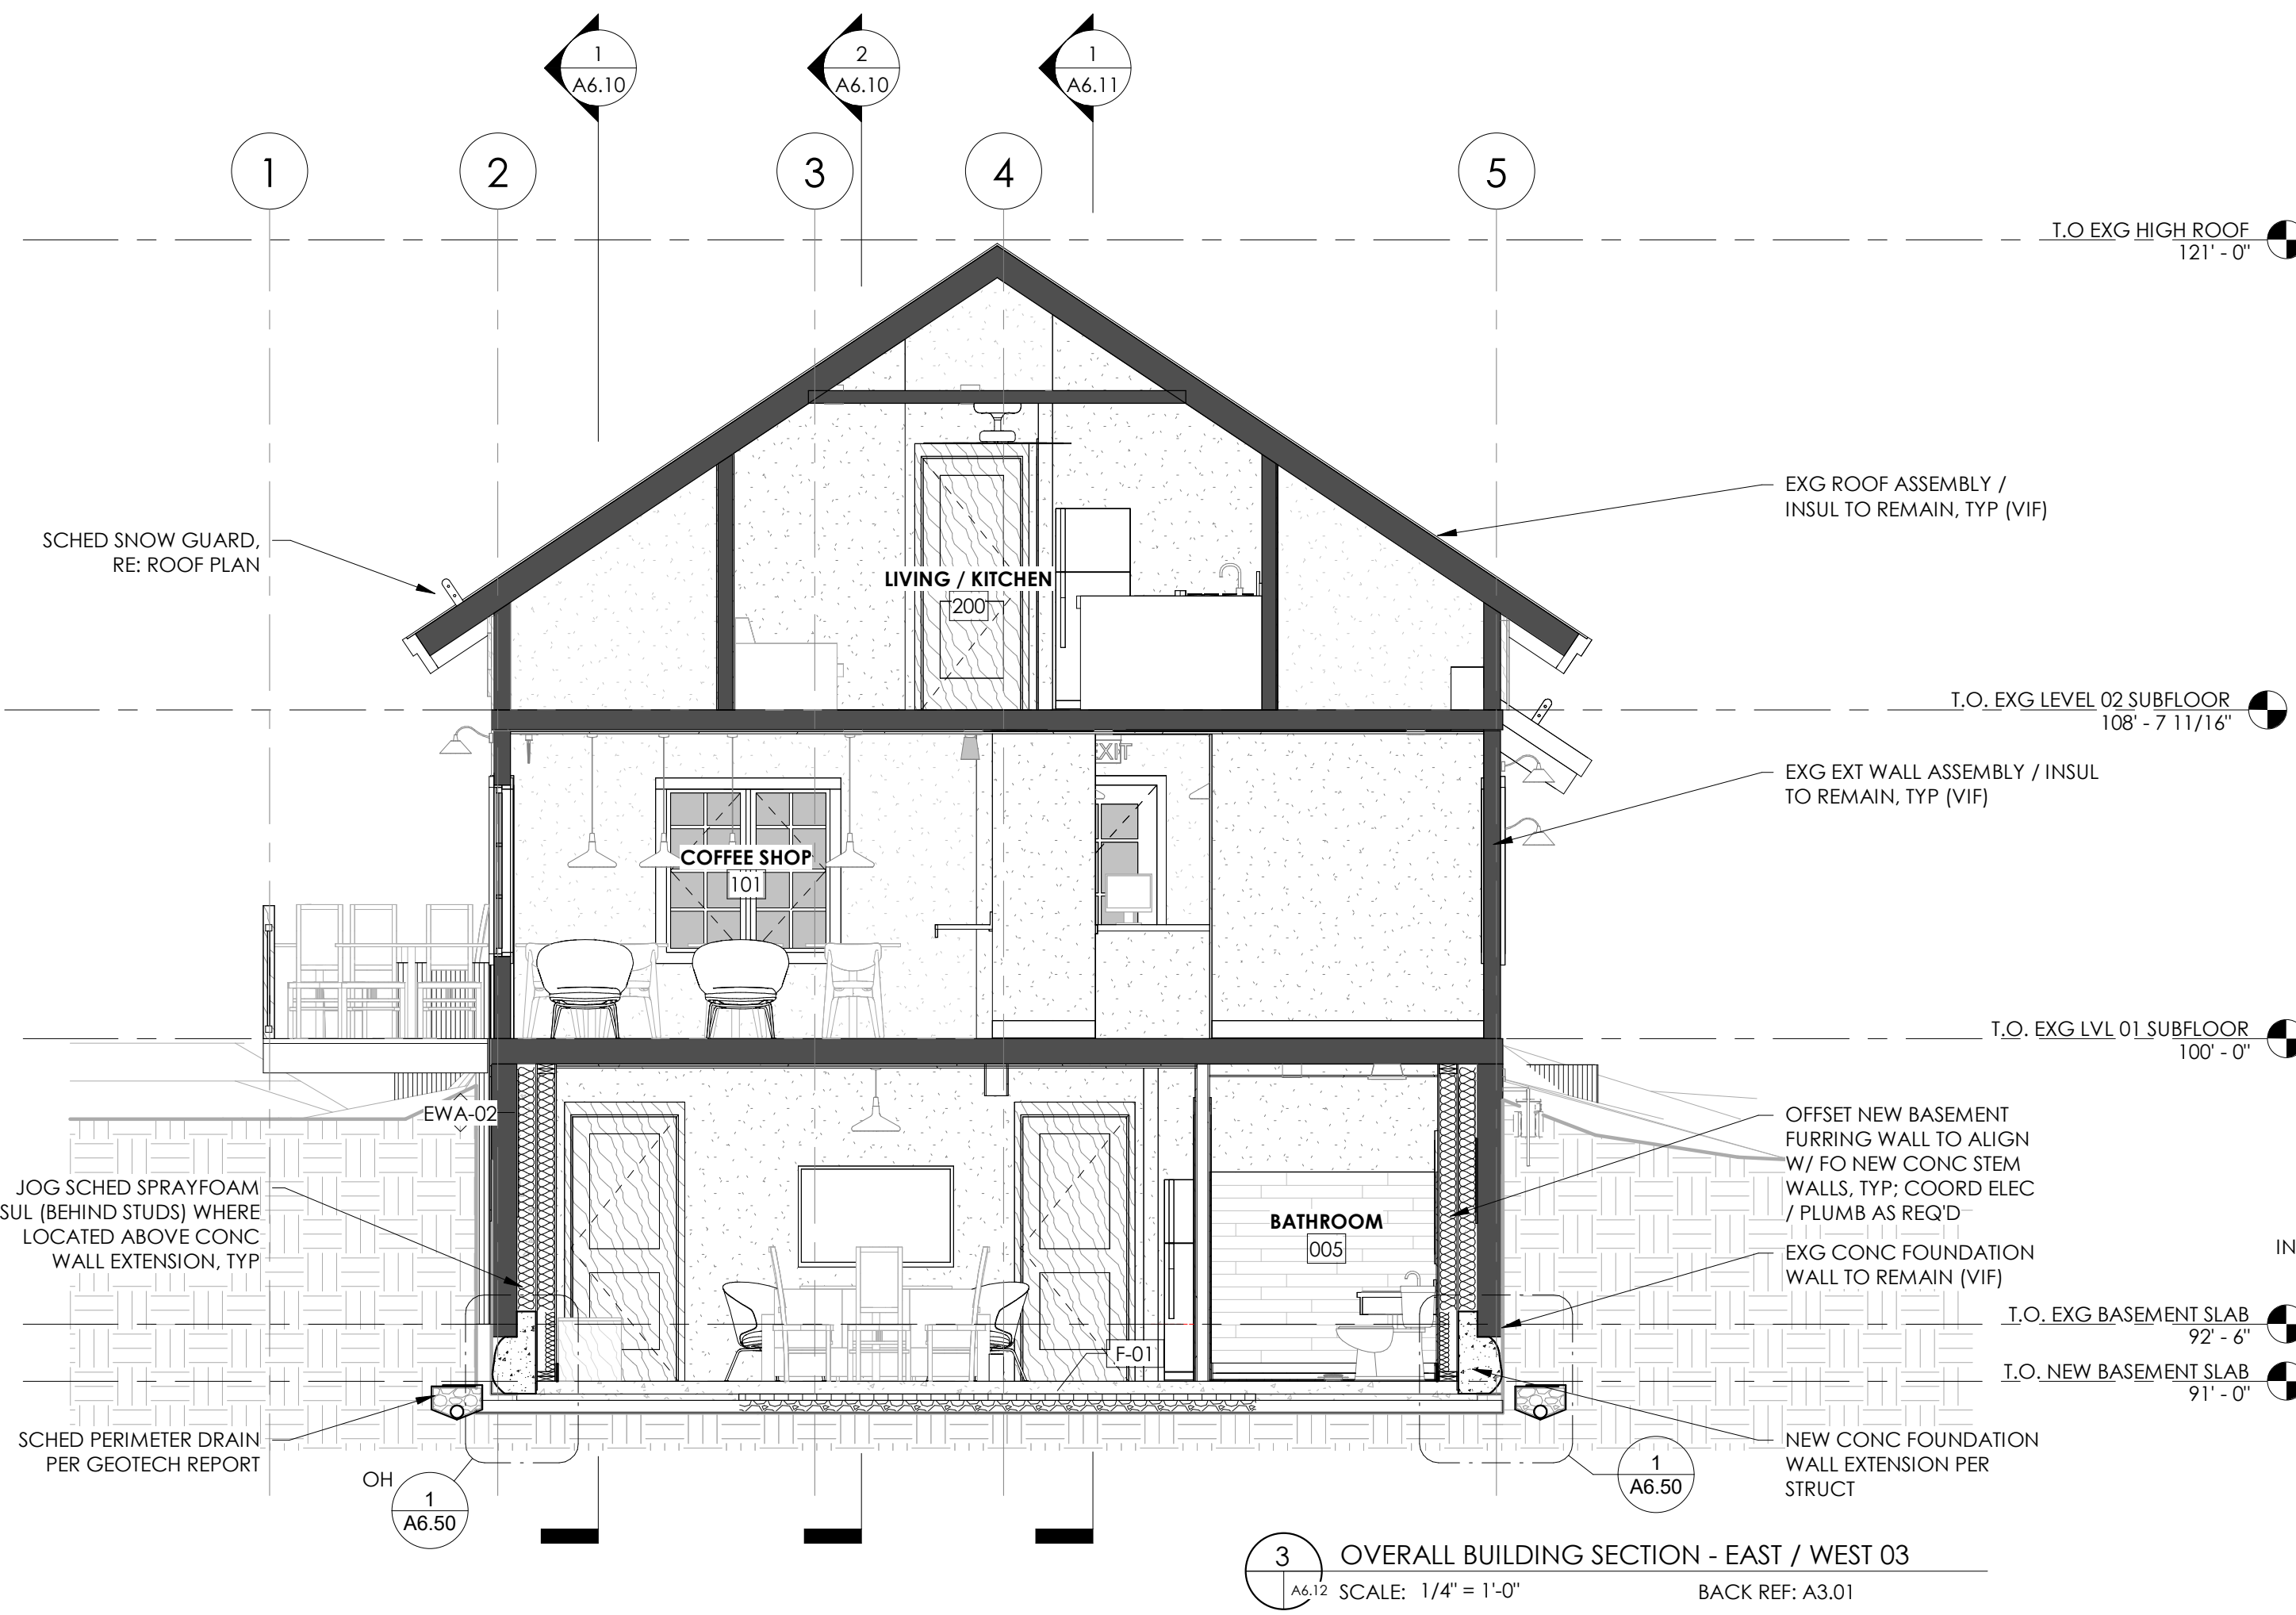 1
A6.10
2
A6.10
1
A6.11
1
2
3
4
5
T.O EXG HIGH ROOF
121' - 0"
EXG ROOF ASSEMBLY /
INSUL TO REMAIN, TYP (VIF)
SCHED SNOW GUARD,
RE: ROOF PLAN
LIVING / KITCHEN
200
T.O. EXG LEVEL 02 SUBFLOOR
108' - 7 11/16"
EXIT
EXG EXT WALL ASSEMBLY / INSUL
TO REMAIN, TYP (VIF)
COFFEE SHOP
101
T.O. EXG LVL 01 SUBFLOOR
100' - 0"
EWA-02
OFFSET NEW BASEMENT
FURRING WALL TO ALIGN
W/ FO NEW CONC STEM
WALLS, TYP; COORD ELEC
/ PLUMB AS REQ'D
JOG SCHED SPRAYFOAM
SUL (BEHIND STUDS) WHERE
LOCATED ABOVE CONC
WALL EXTENSION, TYP
BATHROOM
005
EXG CONC FOUNDATION
WALL TO REMAIN (VIF)
IN
T.O. EXG BASEMENT SLAB
92' - 6"
F-01
T.O. NEW BASEMENT SLAB
91' - 0"
SCHED PERIMETER DRAIN
PER GEOTECH REPORT
NEW CONC FOUNDATION
WALL EXTENSION PER
STRUCT
OH
1
A6.50
1
A6.50
3
A6.12
OVERALL BUILDING SECTION - EAST / WEST 03
SCALE: 1/4" = 1'-0"
BACK REF: A3.01